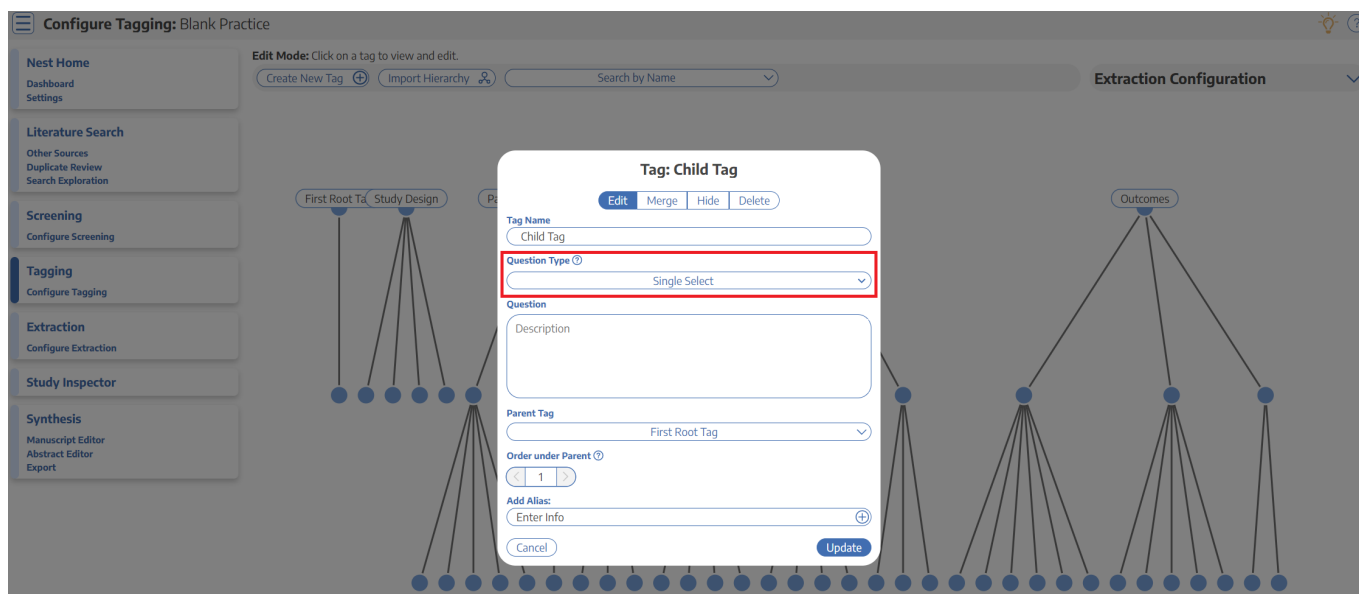 Configure Tagging: Blank Practice
Nest Home
Dashboard
Settings
Literature Search
Other Sources
Duplicate Review
Search Exploration
Screening
Configure Screening
Tagging
Configure Tagging
Extraction
Configure Extraction
Study Inspector
Synthesis
Manuscript Editor
Abstract Editor
Export
Edit Mode: Click on a tag to view and edit.
Create New Tag
Import Hierarchy
Search by Name
Extraction Configuration
First Root Ta
Study Design
Pa
Outcomes
Tag: Child Tag
Edit Merge Hide Delete
Tag Name
Child Tag
Question Type ?
Single Select
Question
Description
Parent Tag
First Root Tag
Order under Parent ?
< 1 >
Add Alias:
Enter Info
Cancel
Update